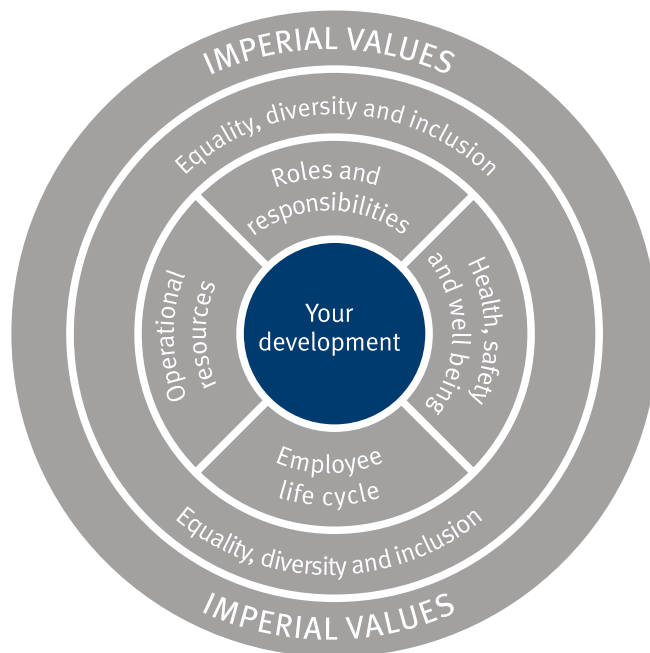 IMPERIAL VALUES
Equality, diversity and inclusion
Roles and
responsibilities
Operational
resources
Your
development
Health, safety
and well being
Employee
life cycle
Equality, diversity and inclusion
IMPERIAL VALUES